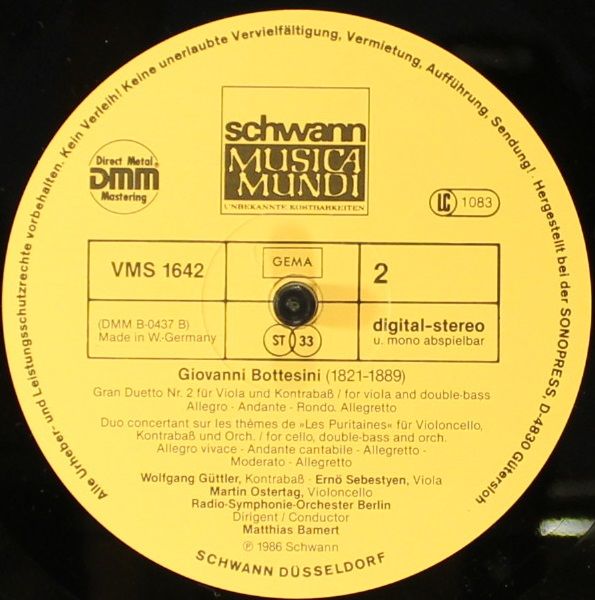 Alle Urheber- und Leistungsschutzrechte vorbehalten. Kein Verleih! Keine unerlaubte Vervielfältigung, Vermietung, Aufführung, Sendung! · Hergestellt bei der SONOPRESS, D-4830 Gütersloh
schwann
MUSICA
MUNDI
UNBEKANNTE KOSTBARKEITEN
Direct Metal
DMM
Mastering
LC 1083
VMS 1642
GEMA
2
(DMM B-0437 B)
Made in W.-Germany
ST 33
digital-stereo
u. mono abspielbar
Giovanni Bottesini (1821-1889)
Gran Duetto Nr. 2 für Viola und Kontrabaß / for viola and double-bass
Allegro - Andante - Rondo. Allegretto
Duo concertant sur les thêmes de »Les Puritaines« für Violoncello,
Kontrabaß und Orch. / for cello, double-bass and orch.
Allegro vivace - Andante cantabile - Allegretto -
Moderato - Allegretto
Wolfgang Güttler, Kontrabaß · Ernö Sebestyen, Viola
Martin Ostertag, Violoncello
Radio-Symphonie-Orchester Berlin
Dirigent / Conductor
Matthias Bamert
℗ 1986 Schwann
SCHWANN DÜSSELDORF